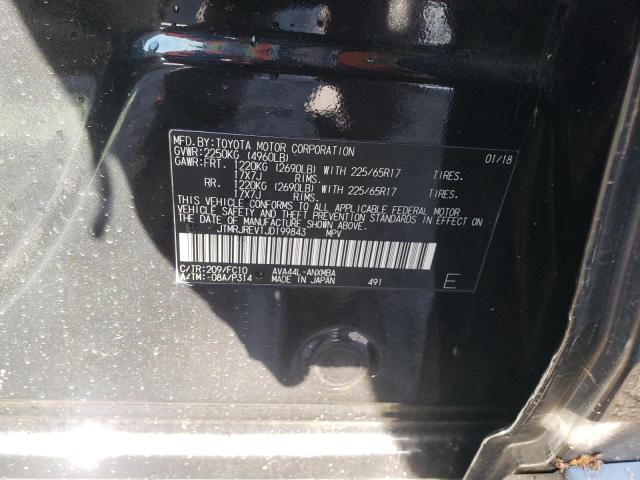 MFD.BY:TOYOTA MOTOR CORPORATION 01/18
GVWR:2250KG (4960LB)
GAWR:FRT. 1220KG (2690LB) WITH 225/65R17 TIRES.
17X7J RIMS.
RR. 1220KG (2690LB) WITH 225/65R17 TIRES.
17X7J RIMS.
THIS VEHICLE CONFORMS TO ALL APPLICABLE FEDERAL MOTOR
VEHICLE SAFETY AND THEFT PREVENTION STANDARDS IN EFFECT ON
THE DATE OF MANUFACTURE SHOWN ABOVE.
JTMRJREV1JD199843 MPV
C/TR:209/FC10 AVA44L-ANXMBA
A/TM:-08A/P314 MADE IN JAPAN 491 E